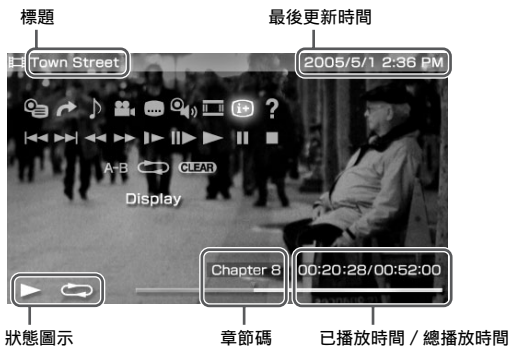 標題
最後更新時間
Town Street
2005/5/1 2:36 PM
i+ ?
A-B CLEAR
Display
Chapter 8
00:20:28/00:52:00
狀態圖示
章節碼
已播放時間 / 總播放時間